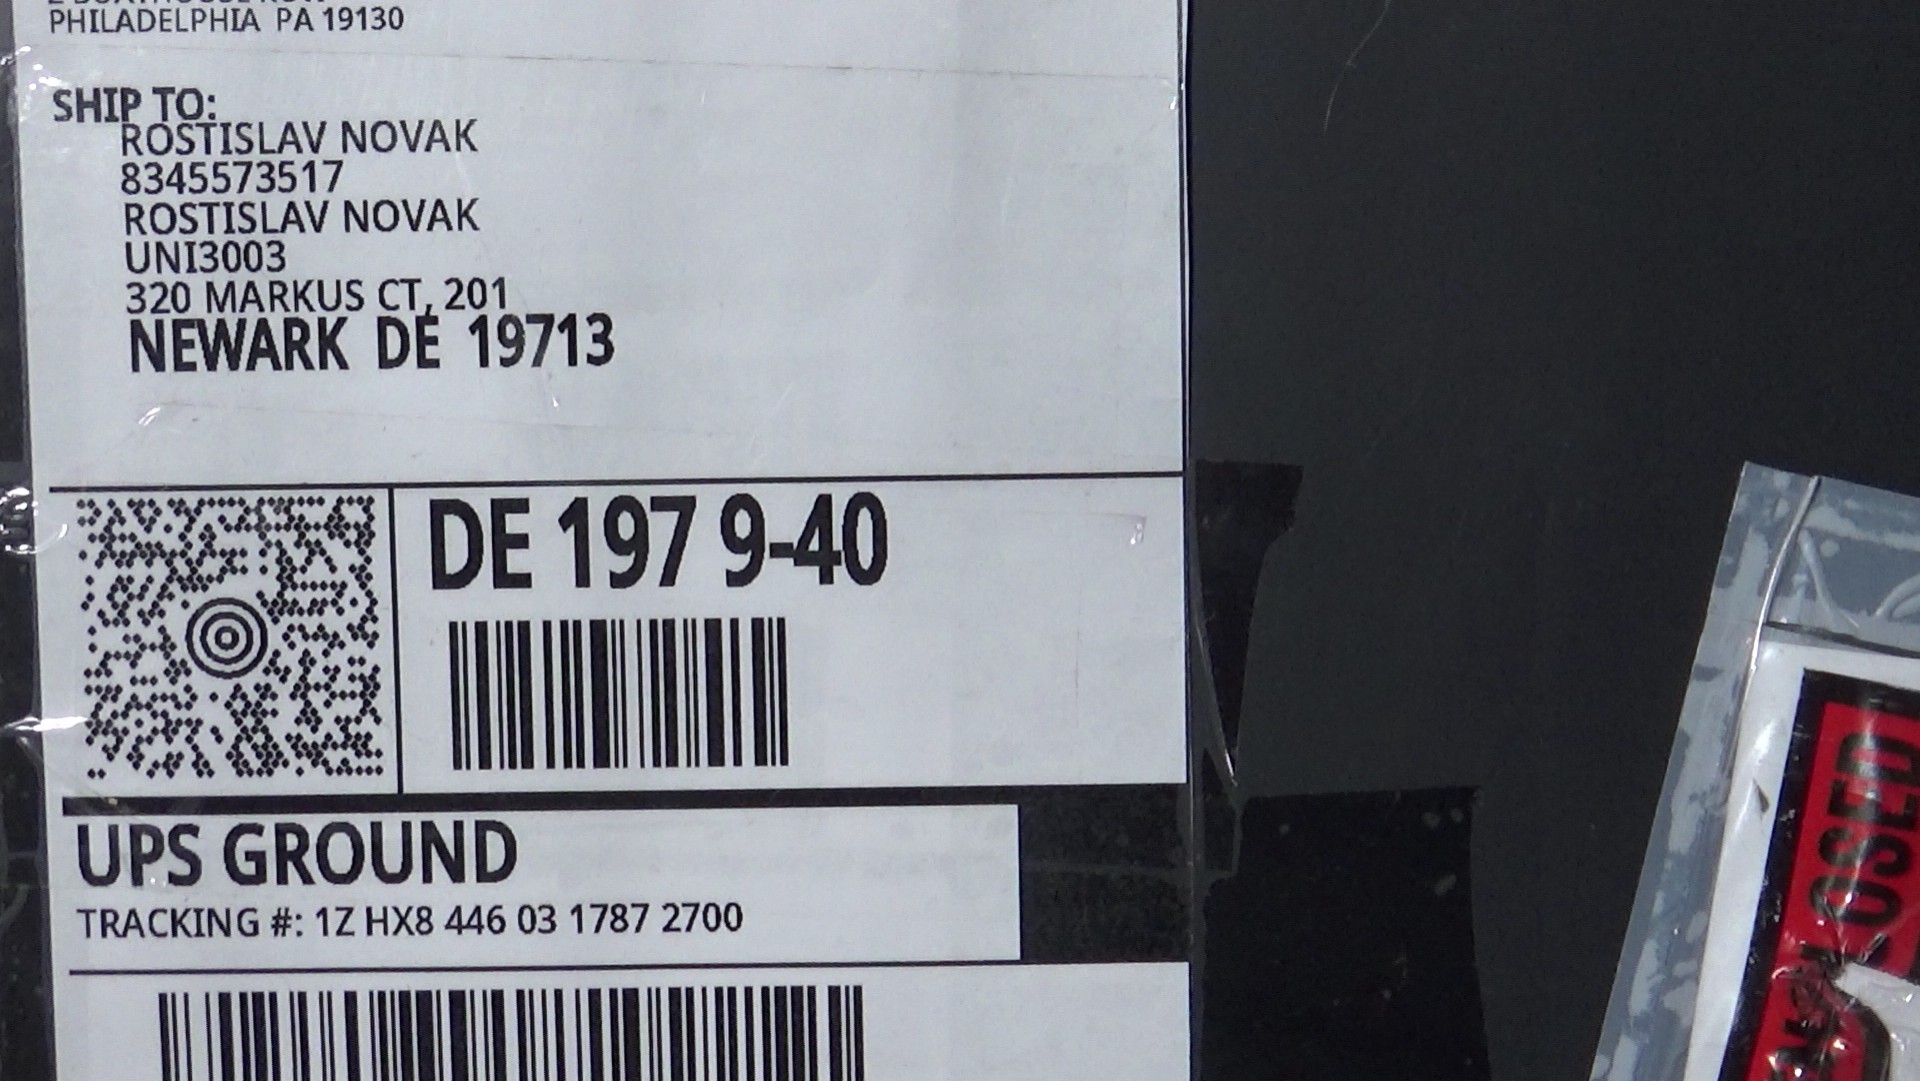 PHILADELPHIA PA 19130
SHIP TO:
ROSTISLAV NOVAK
8345573517
ROSTISLAV NOVAK
UNI3003
320 MARKUS CT, 201
NEWARK DE 19713
DE 197 9-40
UPS GROUND
TRACKING #: 1Z HX8 446 03 1787 2700